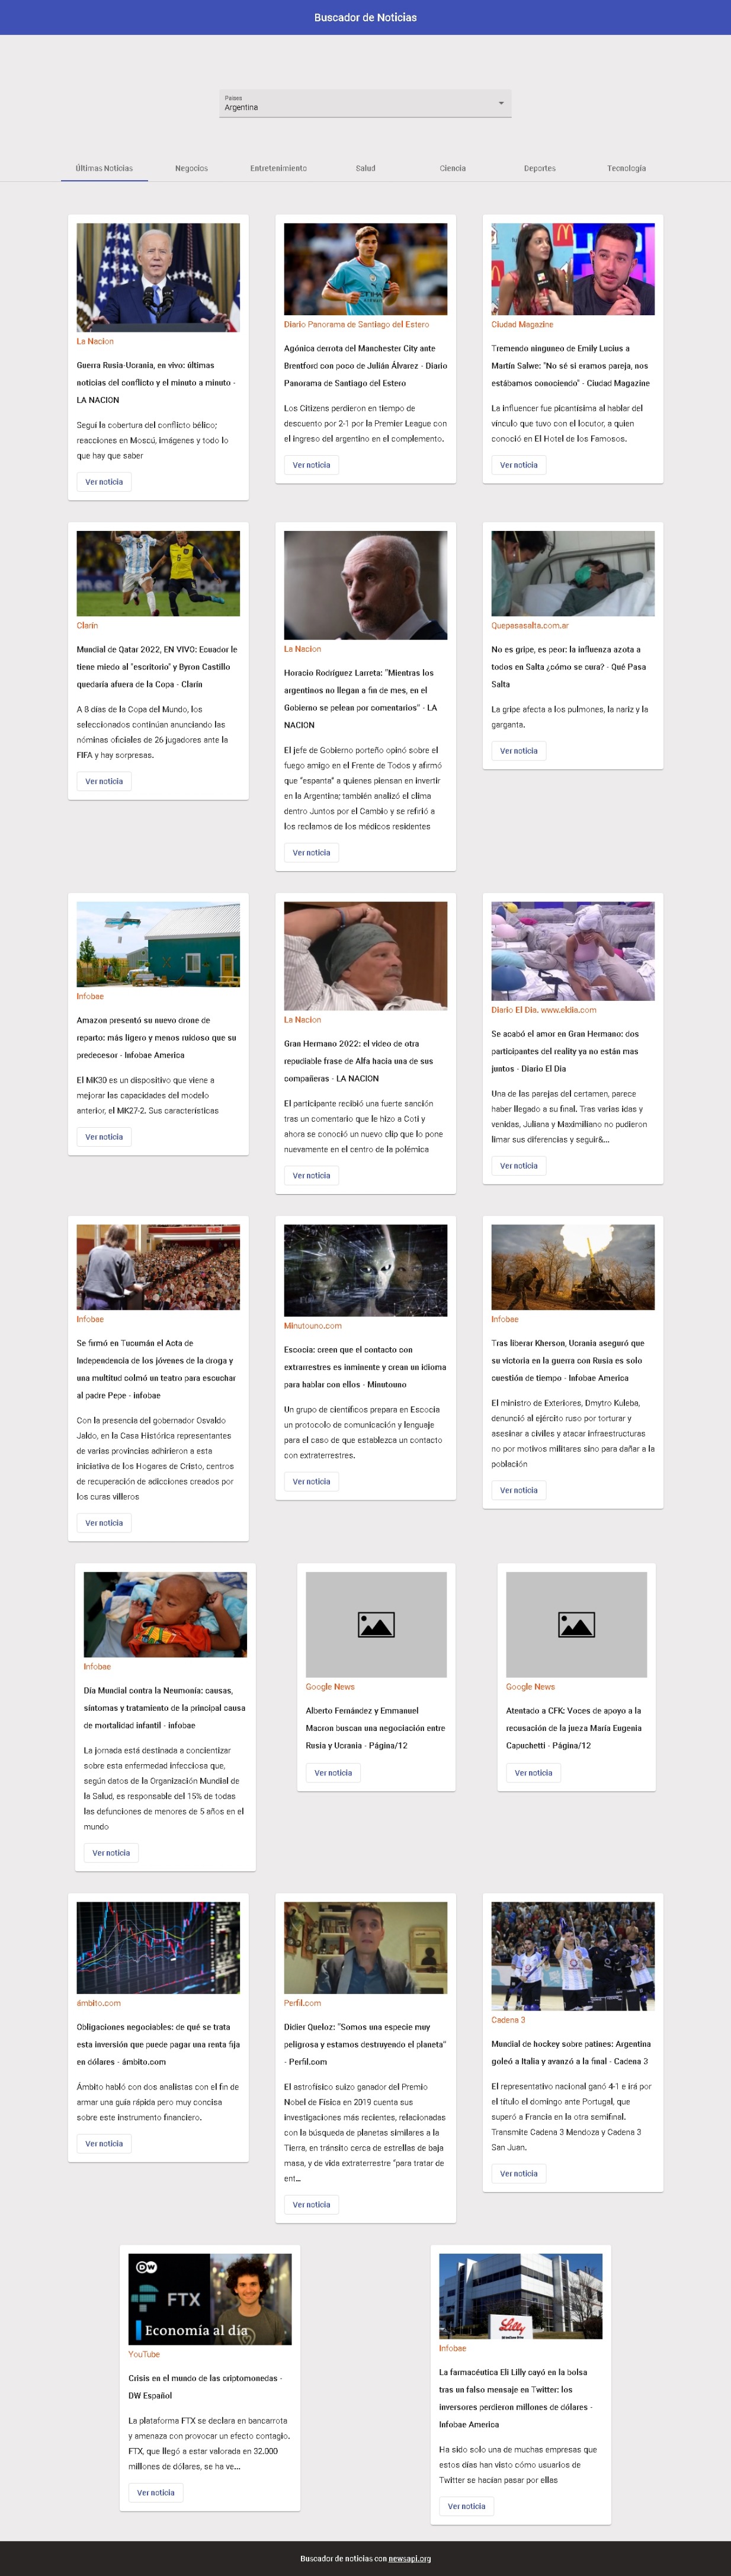 Buscador de Noticias
Países
Argentina
Últimas Noticias
Negocios
Entretenimiento
Salud
Ciencia
Deportes
Tecnología
La Nacion
Guerra Rusia-Ucrania, en vivo: últimas
noticias del conflicto y el minuto a minuto -
LA NACION
Seguí la cobertura del conflicto bélico;
reacciones en Moscú, imágenes y todo lo
que hay que saber
Ver noticia
Diario Panorama de Santiago del Estero
Agónica derrota del Manchester City ante
Brentford con poco de Julián Álvarez - Diario
Panorama de Santiago del Estero
Los Citizens perdieron en tiempo de
descuento por 2-1 por la Premier League con
el ingreso del argentino en el complemento.
Ver noticia
Ciudad Magazine
Tremendo ninguneo de Emily Lucius a
Martín Salwe: "No sé si éramos pareja, nos
estábamos conociendo" - Ciudad Magazine
La influencer fue picantísima al hablar del
vínculo que tuvo con el locutor, a quien
conoció en El Hotel de los Famosos.
Ver noticia
Clarín
Mundial de Qatar 2022, EN VIVO: Ecuador le
tiene miedo al "escritorio" y Byron Castillo
quedaría afuera de la Copa - Clarín
A 8 días de la Copa del Mundo, los
seleccionados continúan anunciando las
nóminas oficiales de 26 jugadores ante la
FIFA y hay sorpresas.
Ver noticia
La Nacion
Horacio Rodríguez Larreta: "Mientras los
argentinos no llegan a fin de mes, en el
Gobierno se pelean por comentarios" - LA
NACION
El jefe de Gobierno porteño opinó sobre el
fuego amigo en el Frente de Todos y afirmó
que "espanta" a quienes piensan en invertir
en la Argentina; también analizó el clima
dentro Juntos por el Cambio y se refirió a
los reclamos de los médicos residentes
Ver noticia
Quepasasalta.com.ar
No es gripe, es peor: la influenza azota a
todos en Salta ¿cómo se cura? - Qué Pasa
Salta
La gripe afecta a los pulmones, la nariz y la
garganta.
Ver noticia
Infobae
Amazon presentó su nuevo drone de
reparto: más ligero y menos ruidoso que su
predecesor - Infobae America
El MK30 es un dispositivo que viene a
mejorar las capacidades del modelo
anterior, el MK27-2. Sus características
Ver noticia
La Nacion
Gran Hermano 2022: el video de otra
repudiable frase de Alfa hacia una de sus
compañeras - LA NACION
El participante recibió una fuerte sanción
tras un comentario que le hizo a Coti y
ahora se conoció un nuevo clip que lo pone
nuevamente en el centro de la polémica
Ver noticia
Diario El Dia. www.eldia.com
Se acabó el amor en Gran Hermano: dos
participantes del reality ya no están mas
juntos - Diario El Dia
Una de las parejas del certamen, parece
haber llegado a su final. Tras varias idas y
venidas, Juliana y Maximiliano no pudieron
limar sus diferencias y seguir&...
Ver noticia
Infobae
Se firmó en Tucumán el Acta de
Independencia de los jóvenes de la droga y
una multitud colmó un teatro para escuchar
al padre Pepe - infobae
Con la presencia del gobernador Osvaldo
Jaldo, en la Casa Histórica representantes
de varias provincias adhirieron a esta
iniciativa de los Hogares de Cristo, centros
de recuperación de adicciones creados por
los curas villeros
Ver noticia
Minutouno.com
Escocia: creen que el contacto con
extrarrestres es inminente y crean un idioma
para hablar con ellos - Minutouno
Un grupo de científicos prepara en Escocia
un protocolo de comunicación y lenguaje
para el caso de que establezca un contacto
con extraterrestres.
Ver noticia
Infobae
Tras liberar Kherson, Ucrania aseguró que
su victoria en la guerra con Rusia es solo
cuestión de tiempo - Infobae America
El ministro de Exteriores, Dmytro Kuleba,
denunció al ejército ruso por torturar y
asesinar a civiles y atacar infraestructuras
no por motivos militares sino para dañar a la
población
Ver noticia
Infobae
Día Mundial contra la Neumonía: causas,
síntomas y tratamiento de la principal causa
de mortalidad infantil - infobae
La jornada está destinada a concientizar
sobre esta enfermedad infecciosa que,
según datos de la Organización Mundial de
la Salud, es responsable del 15% de todas
las defunciones de menores de 5 años en el
mundo
Ver noticia
Google News
Alberto Fernández y Emmanuel
Macron buscan una negociación entre
Rusia y Ucrania - Página/12
Ver noticia
Google News
Atentado a CFK: Voces de apoyo a la
recusación de la jueza María Eugenia
Capuchetti - Página/12
Ver noticia
ámbito.com
Obligaciones negociables: de qué se trata
esta inversión que puede pagar una renta fija
en dólares - ámbito.com
Ámbito habló con dos analistas con el fin de
armar una guía rápida pero muy concisa
sobre este instrumento financiero.
Ver noticia
Perfil.com
Didier Queloz: "Somos una especie muy
peligrosa y estamos destruyendo el planeta"
- Perfil.com
El astrofísico suizo ganador del Premio
Nobel de Física en 2019 cuenta sus
investigaciones más recientes, relacionadas
con la búsqueda de planetas similares a la
Tierra, en tránsito cerca de estrellas de baja
masa, y de vida extraterrestre "para tratar de
ent...
Ver noticia
Cadena 3
Mundial de hockey sobre patines: Argentina
goleó a Italia y avanzó a la final - Cadena 3
El representativo nacional ganó 4-1 e irá por
el título el domingo ante Portugal, que
superó a Francia en la otra semifinal.
Transmite Cadena 3 Mendoza y Cadena 3
San Juan.
Ver noticia
DW
FTX
Economía al día
YouTube
Crisis en el mundo de las criptomonedas -
DW Español
La plataforma FTX se declara en bancarrota
y amenaza con provocar un efecto contagio.
FTX, que llegó a estar valorada en 32.000
millones de dólares, se ha ve...
Ver noticia
Lilly
Infobae
La farmacéutica Eli Lilly cayó en la bolsa
tras un falso mensaje en Twitter: los
inversores perdieron millones de dólares -
Infobae America
Ha sido solo una de muchas empresas que
estos días han visto cómo usuarios de
Twitter se hacían pasar por ellas
Ver noticia
Buscador de noticias con newsapi.org